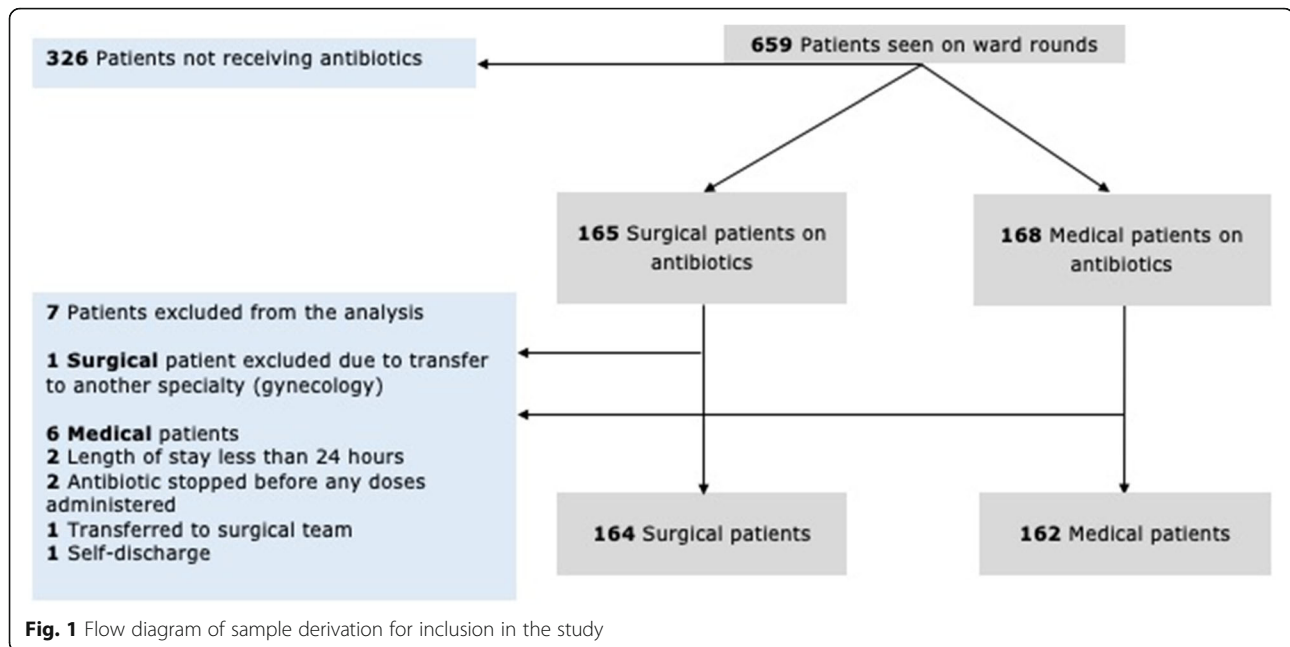 659 Patients seen on ward rounds
326 Patients not receiving antibiotics
165 Surgical patients on
antibiotics
168 Medical patients on
antibiotics
7 Patients excluded from the analysis
1 Surgical patient excluded due to transfer
to another specialty (gynecology)
6 Medical patients
2 Length of stay less than 24 hours
2 Antibiotic stopped before any doses
administered
1 Transferred to surgical team
1 Self-discharge
164 Surgical patients
162 Medical patients
Fig. 1 Flow diagram of sample derivation for inclusion in the study